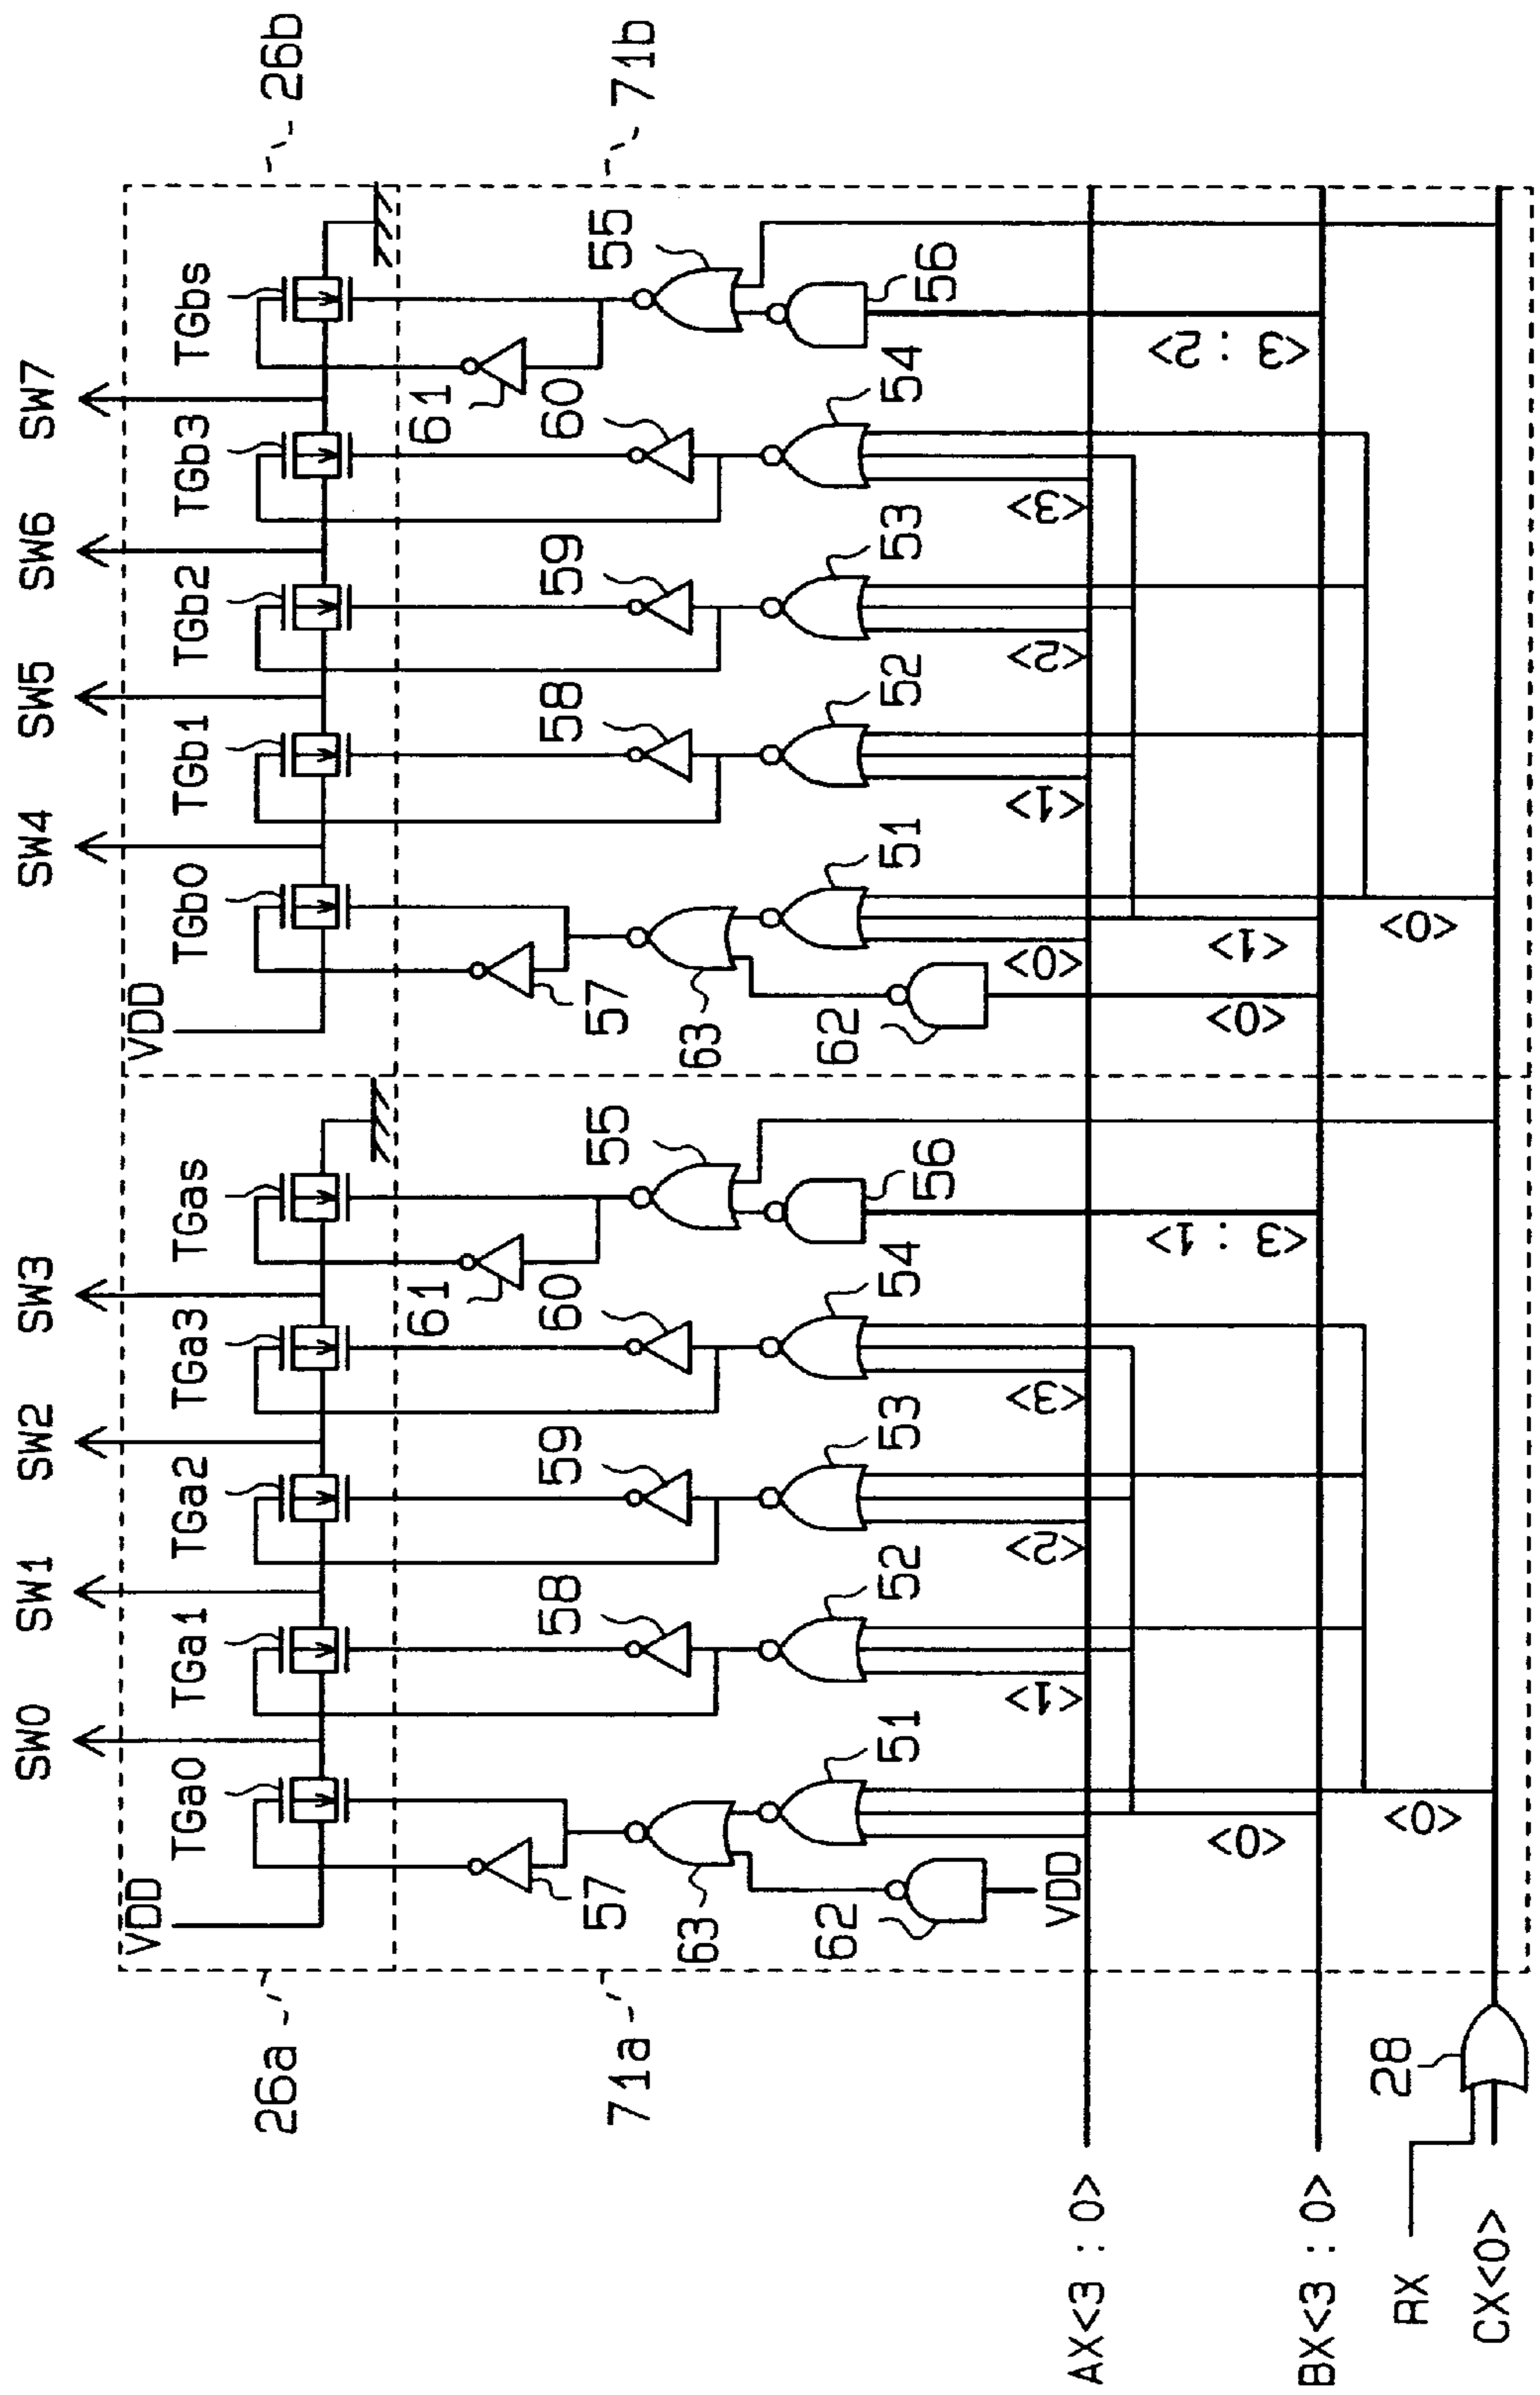 SW0 SW1 SW2 SW3 SW4 SW5 SW6 SW7
VDD TGa0 TGa1 TGa2 TGa3 TGas VDD TGb0 TGb1 TGb2 TGb3 TGbs
26a
26b
61 61
57 58 59 60 55 57 58 59 60 55
71a
71b
63 63
62 51 52 53 54 56 62 51 52 53 54 56
VDD <1> <2> <3> <0> <1> <2> <3>
AX<3 : 0>
<0> <3 : 1> <0> <1> <3 : 2>
BX<3 : 0>
<0> <0>
RX
28
CX<0>